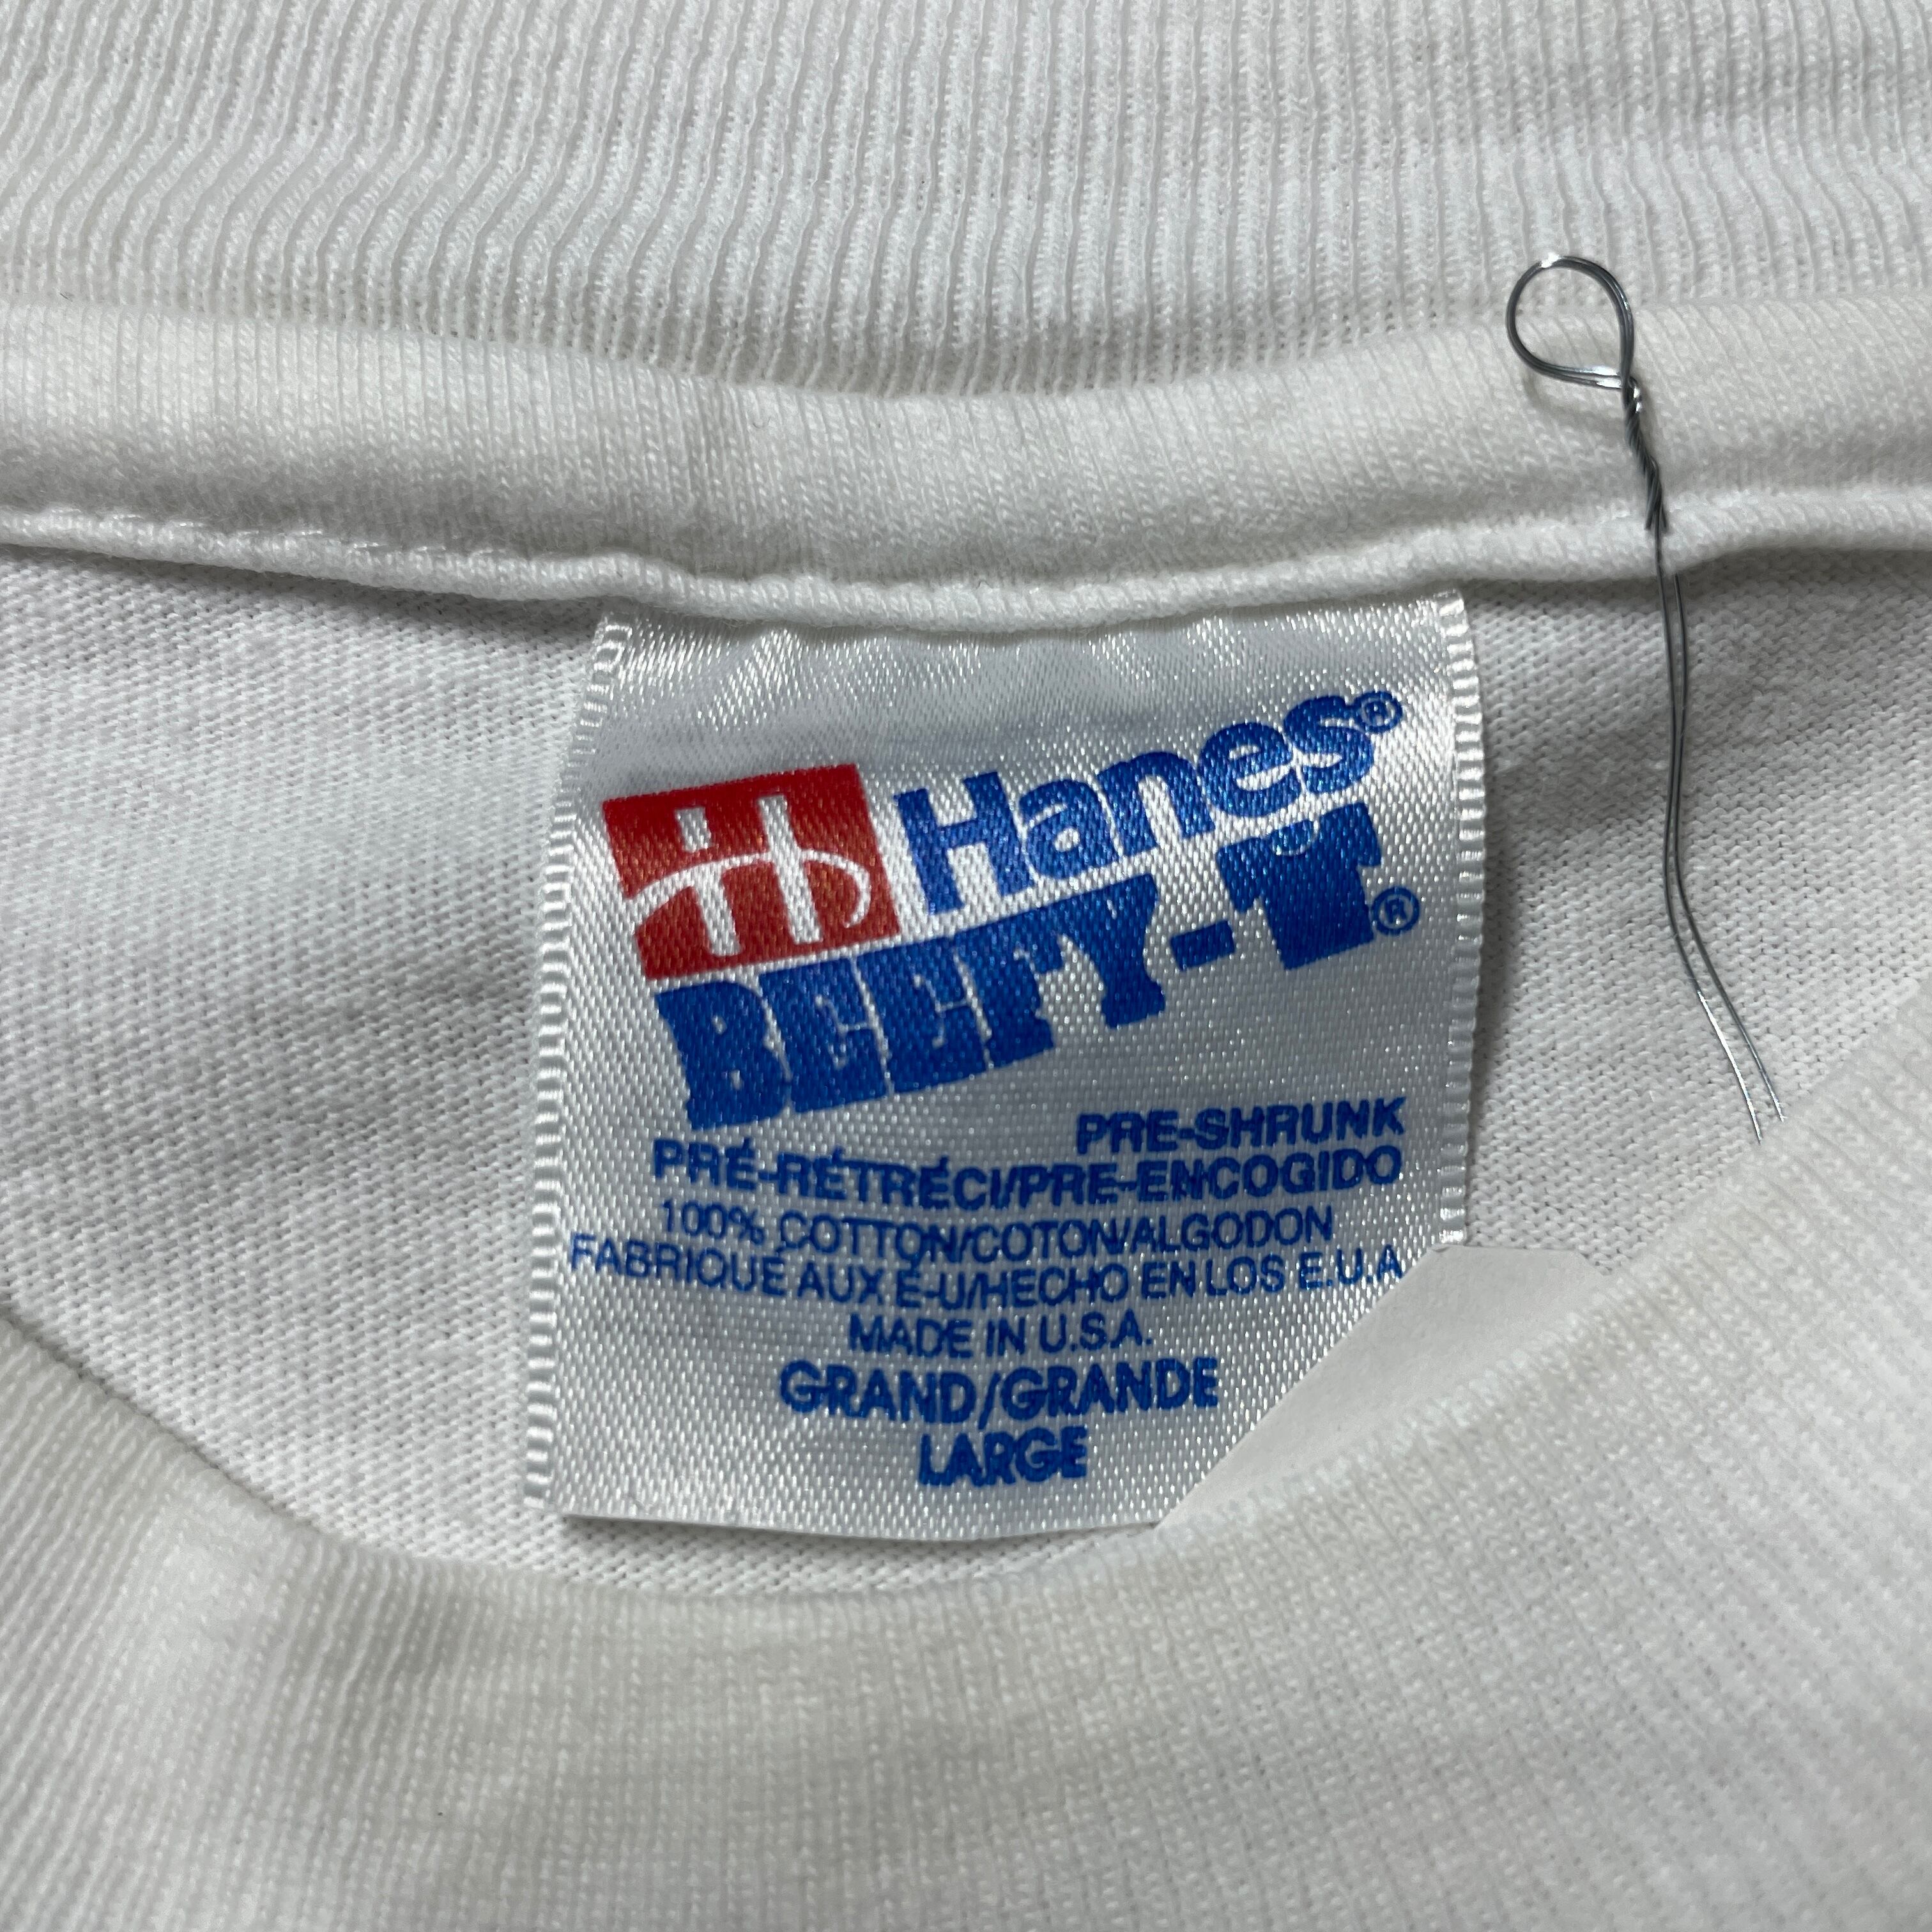 Hanes®
BEEFY-T®
PRE-SHRUNK
PRÉ-RÉTRÉCI/PRE-ENCOGIDO
100% COTTON/COTON/ALGODON
FABRIQUÉ AUX É-U/HECHO EN LOS E.U.A
MADE IN U.S.A.
GRAND/GRANDE
LARGE